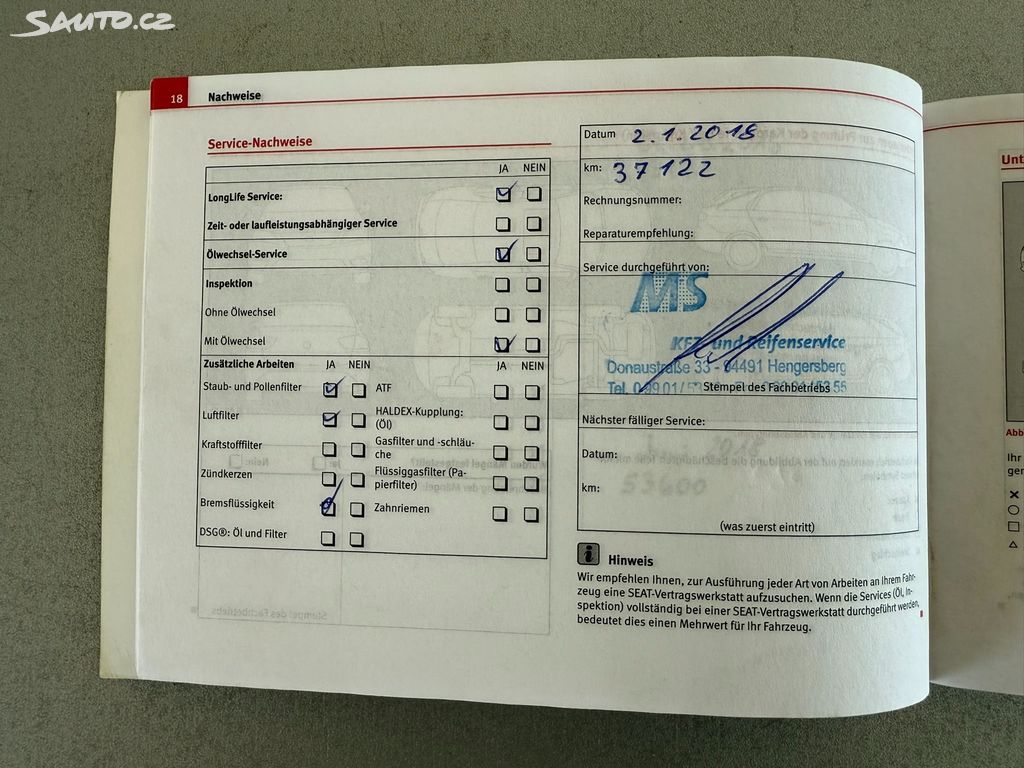 Sauto.cz
18 Nachweise
Service-Nachweise
JA NEIN
LongLife Service:
Zeit- oder laufleistungsabhängiger Service
Ölwechsel-Service
Inspektion
Ohne Ölwechsel
Mit Ölwechsel
Zusätzliche Arbeiten JA NEIN JA NEIN
Staub- und Pollenfilter ATF
Luftfilter HALDEX-Kupplung:
(Öl)
Kraftstofffilter Gasfilter und -schläu-
che
Zündkerzen Flüssiggasfilter (Pa-
pierfilter)
Bremsflüssigkeit Zahnriemen
DSG®: Öl und Filter
Datum 2.1.2018
km: 37122
Rechnungsnummer:
Reparaturempfehlung:
Service durchgeführt von:
MS
KFZ und Reifenservice
Donaustraße 33 - 94491 Hengersberg
Tel.
Stempel des Fachbetriebs
Nächster fälliger Service:
Datum:
km:
(was zuerst eintritt)
i Hinweis
Wir empfehlen Ihnen, zur Ausführung jeder Art von Arbeiten an Ihrem Fahr-
zeug eine SEAT-Vertragswerkstatt aufzusuchen. Wenn die Services (Öl, In-
spektion) vollständig bei einer SEAT-Vertragswerkstatt durchgeführt werden,
bedeutet dies einen Mehrwert für Ihr Fahrzeug.
Unt
Abb
Ihr
ger